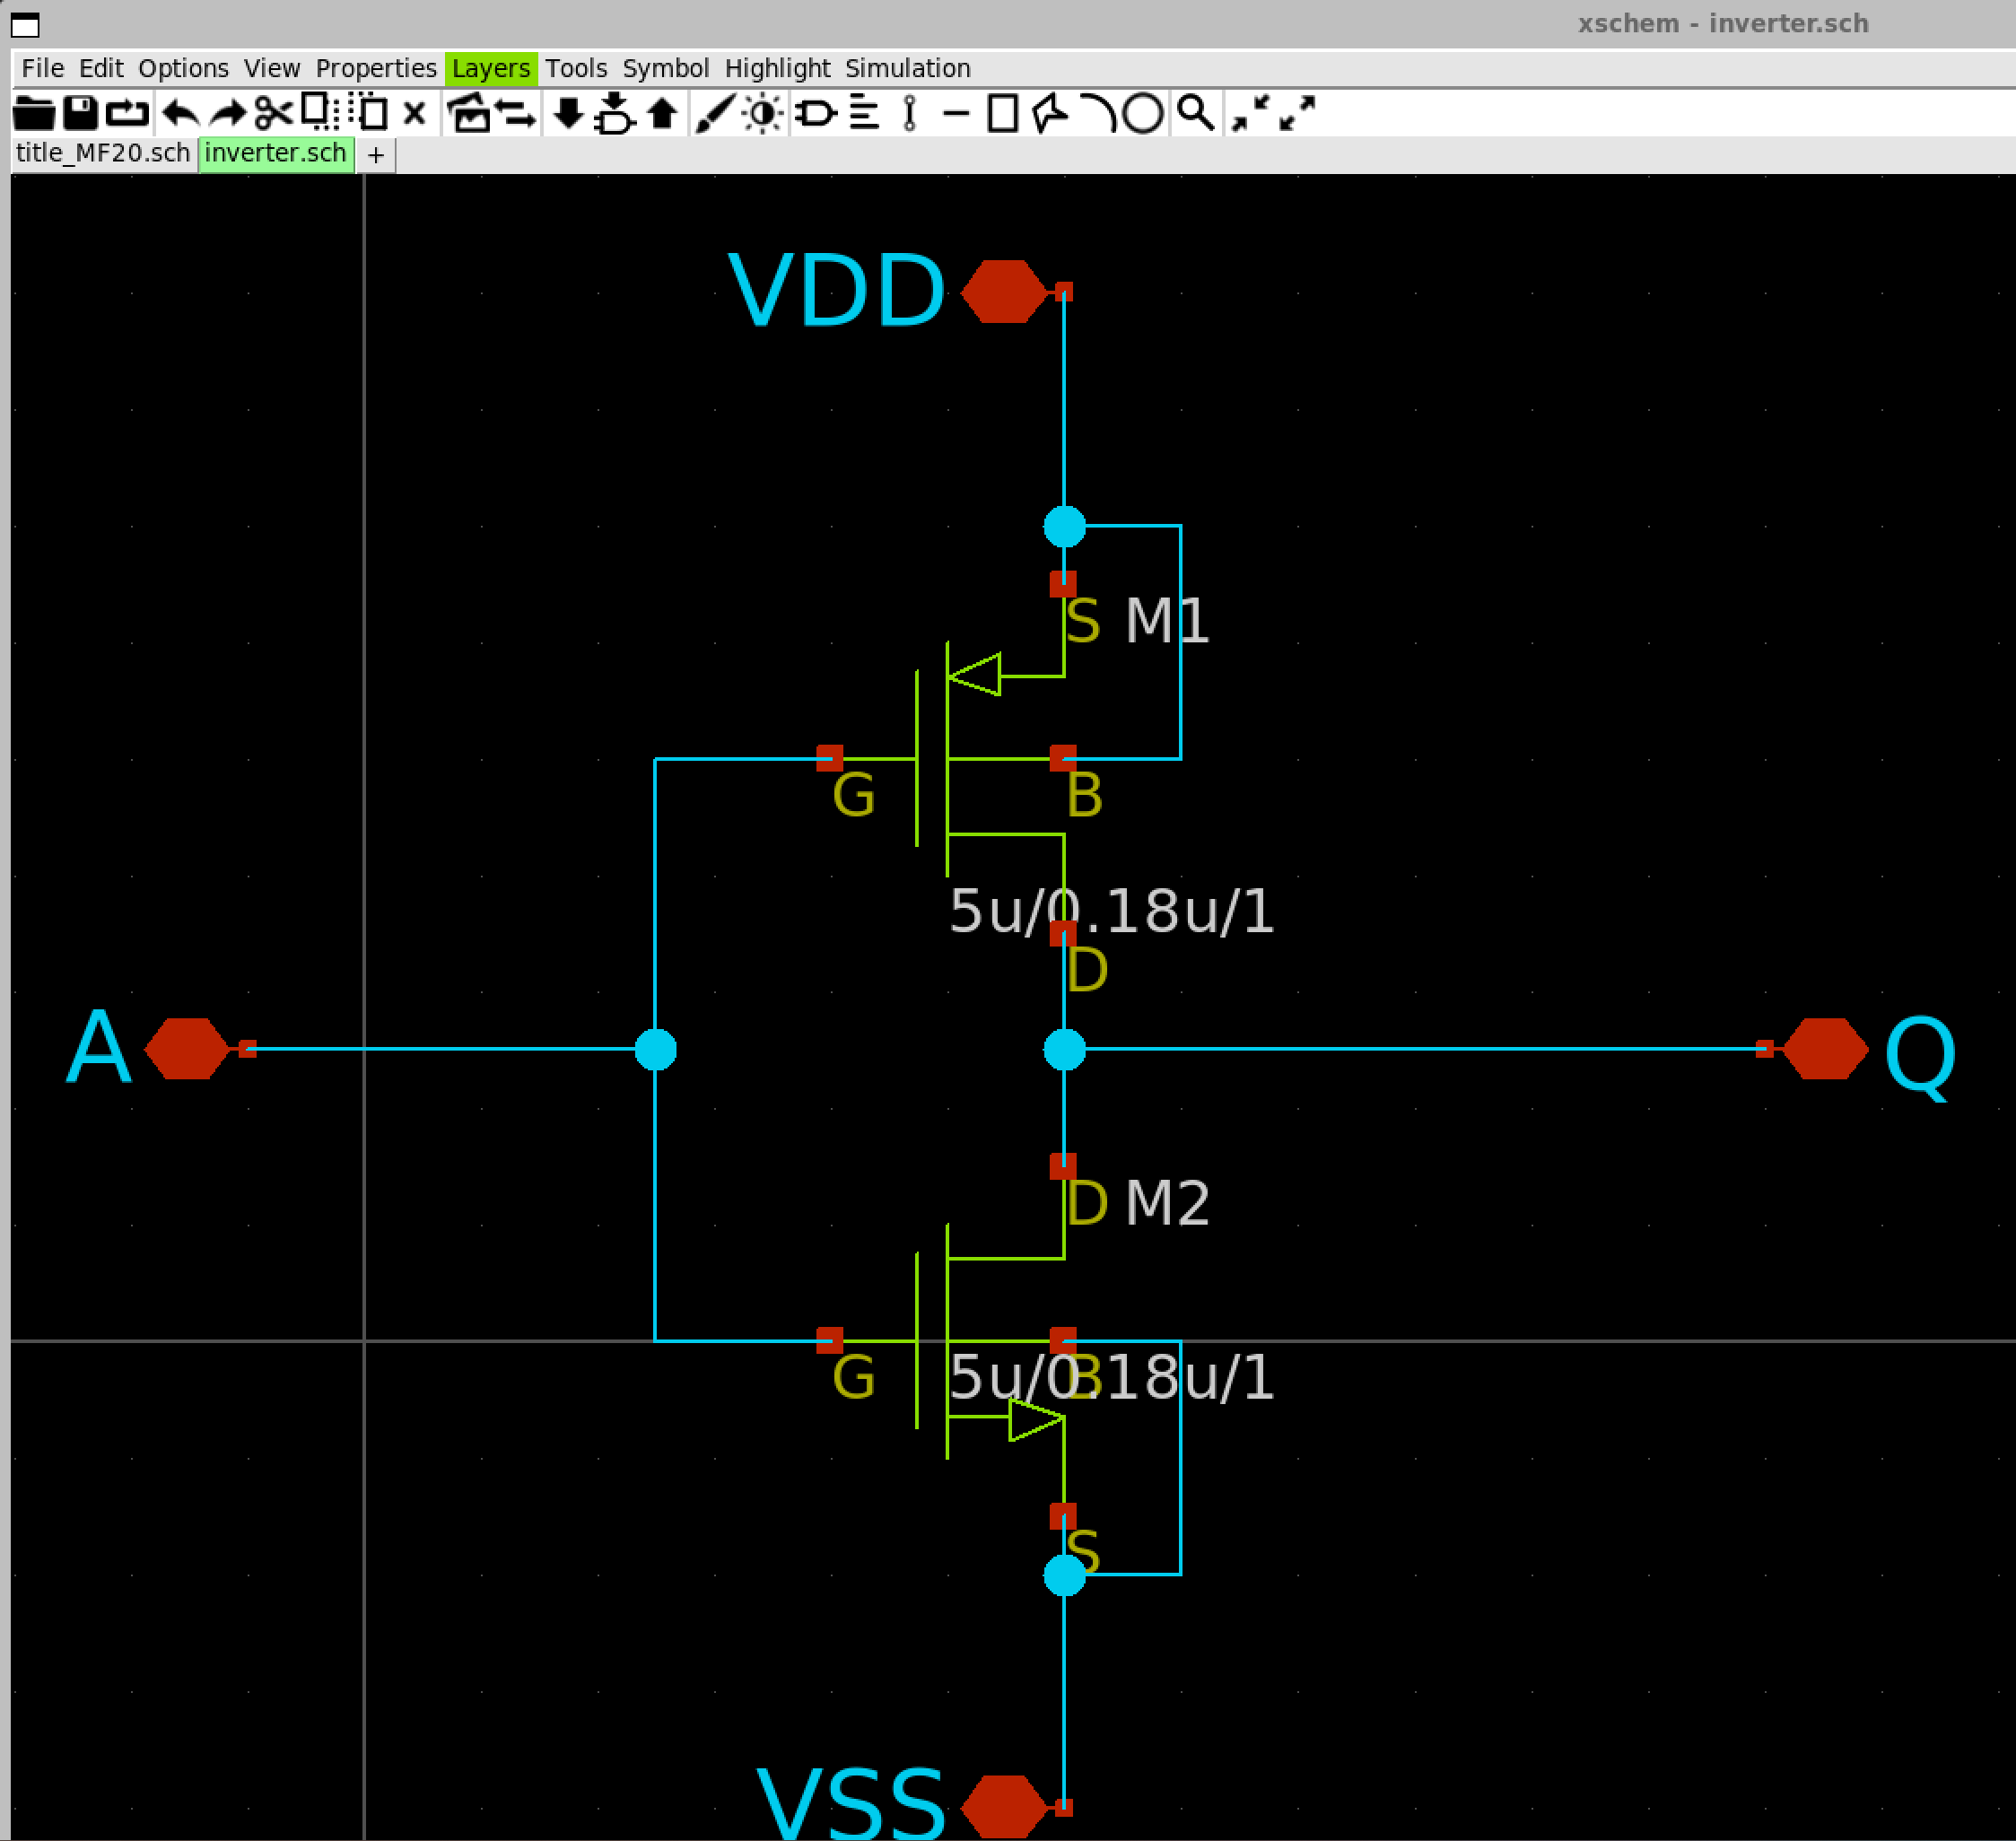 xschem - inverter.sch
File Edit Options View Properties Layers Tools Symbol Highlight Simulation
title_MF20.sch inverter.sch +
VDD
S M1
G B
5u/0.18u/1
D
A Q
D M2
G 5u/0.18u/1 B
S
VSS